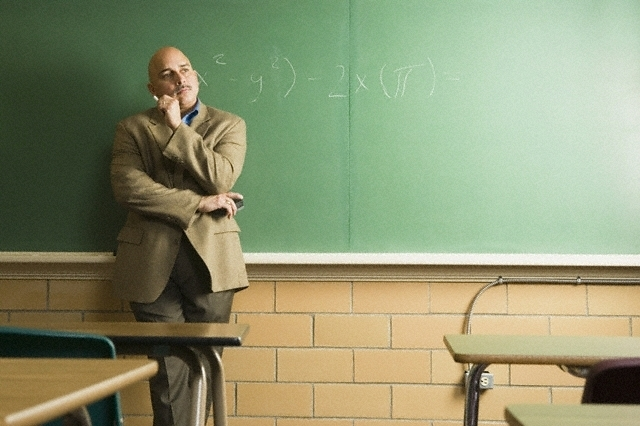 x² - y²) - 2x(π) =